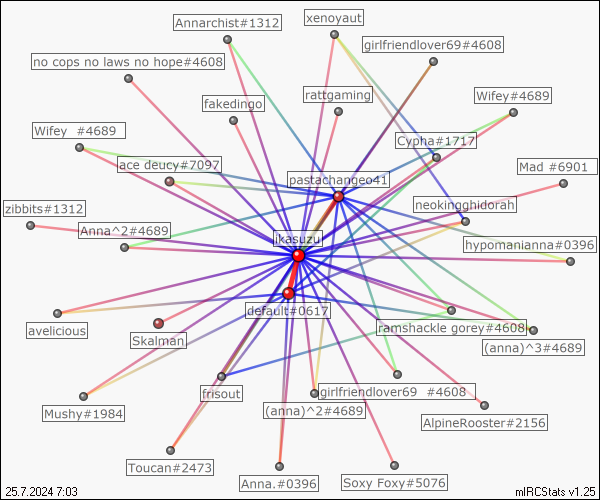 xenoyaut
Annarchist#1312
girlfriendlover69#4608
no cops no laws no hope#4608
rattgaming
Wifey#4689
fakedingo
Wifey  #4689
Cypha#1717
ace deucy#7097
Mad #6901
pastachangeo41
zibbits#1312
neokingghidorah
Anna^2#4689
ikasuzu
hypomanianna#0396
default#0617
avelicious
ramshackle gorey#4608
Skalman
(anna)^3#4689
frisout
girlfriendlover69  #4608
Mushy#1984
(anna)^2#4689
AlpineRooster#2156
Toucan#2473
Anna.#0396
Soxy Foxy#5076
25.7.2024 7:03
mIRCStats v1.25